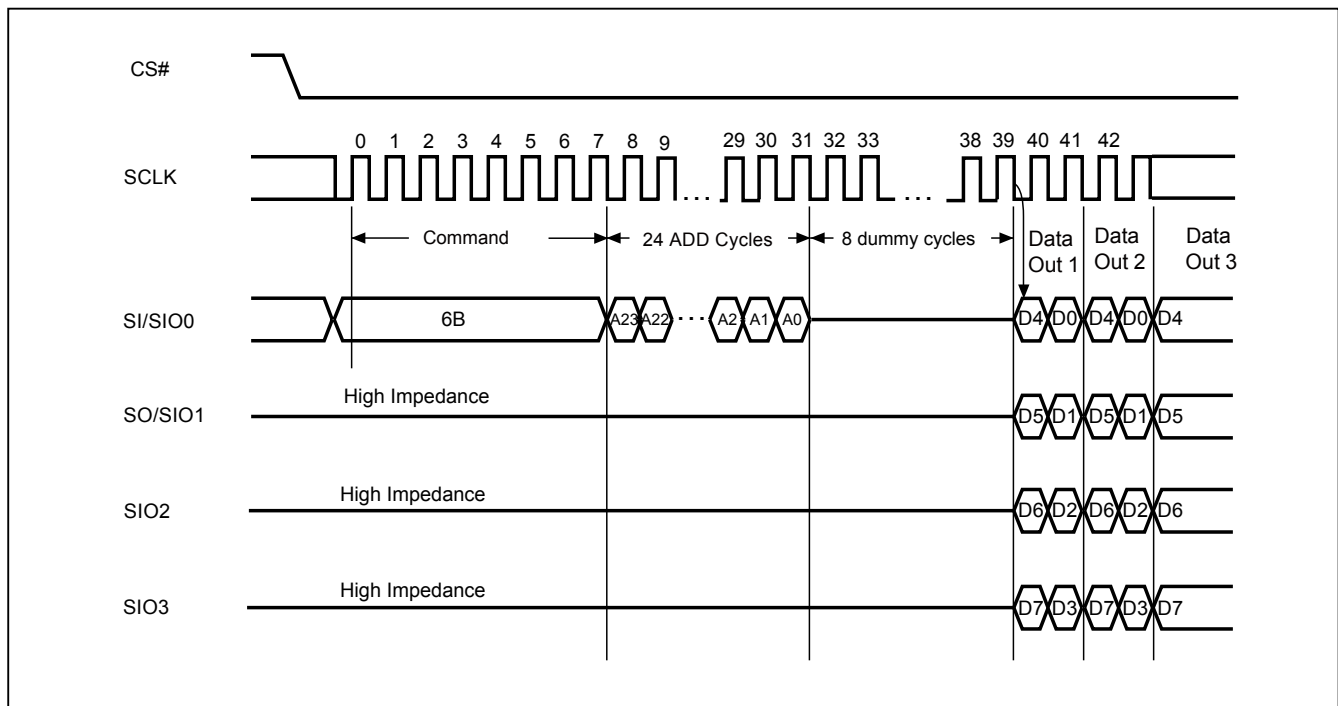 CS#
0 1 2 3 4 5 6 7 8 9 29 30 31 32 33 38 39 40 41 42
SCLK
Command 24 ADD Cycles 8 dummy cycles Data Out 1 Data Out 2 Data Out 3
SI/SIO0 6B A23 A22 A2 A1 A0 D4 D0 D4 D0 D4
High Impedance
SO/SIO1 D5 D1 D5 D1 D5
High Impedance
SIO2 D6 D2 D6 D2 D6
High Impedance
SIO3 D7 D3 D7 D3 D7